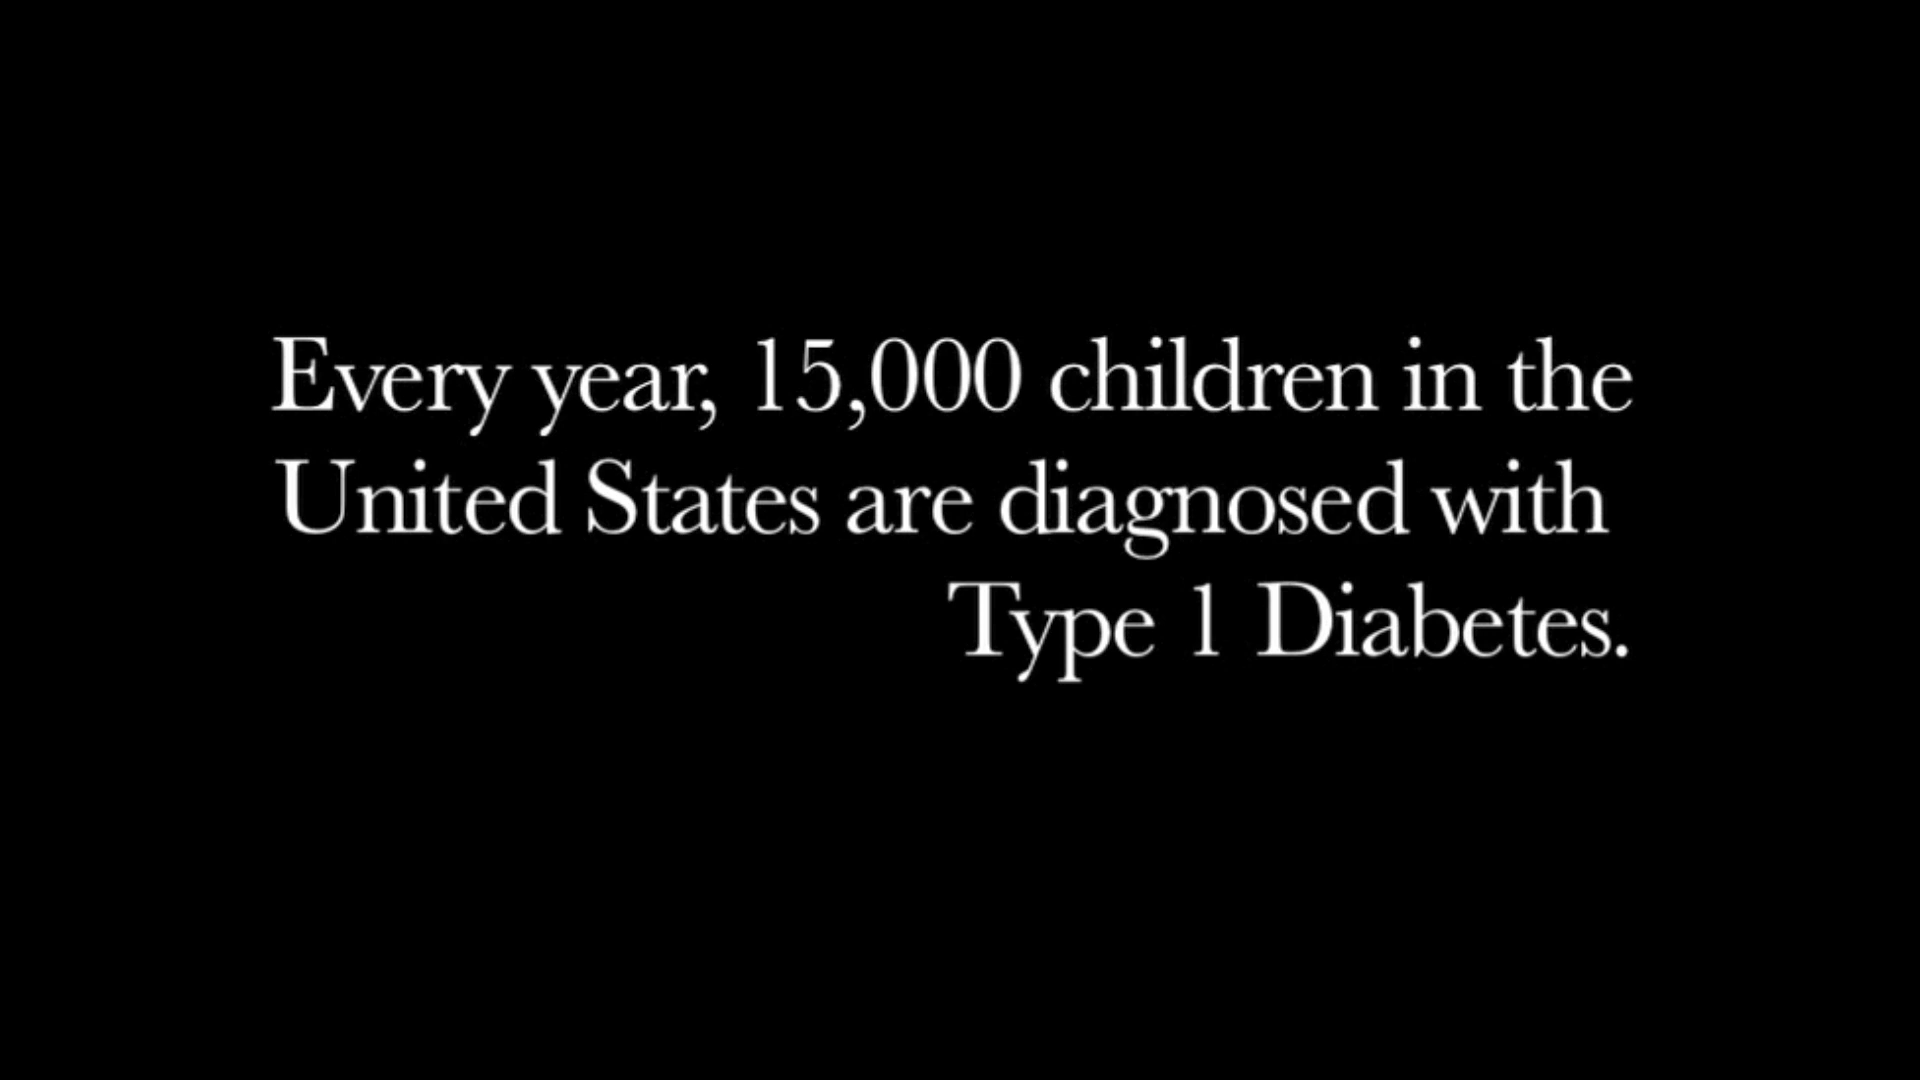 Every year, 15,000 children in the
United States are diagnosed with
Type 1 Diabetes.